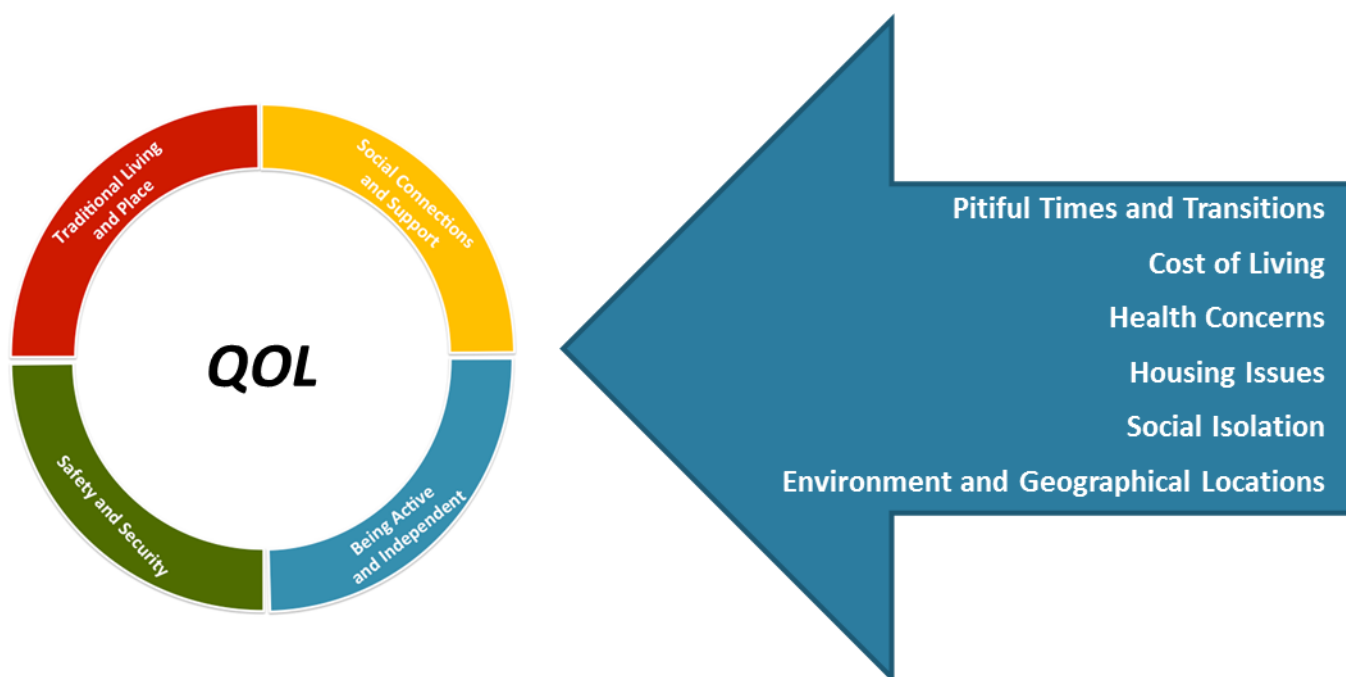 Traditional Living
and Place
Social Connections
and Support
QOL
Safety and Security
Being Active
and Independent
Pitiful Times and Transitions
Cost of Living
Health Concerns
Housing Issues
Social Isolation
Environment and Geographical Locations